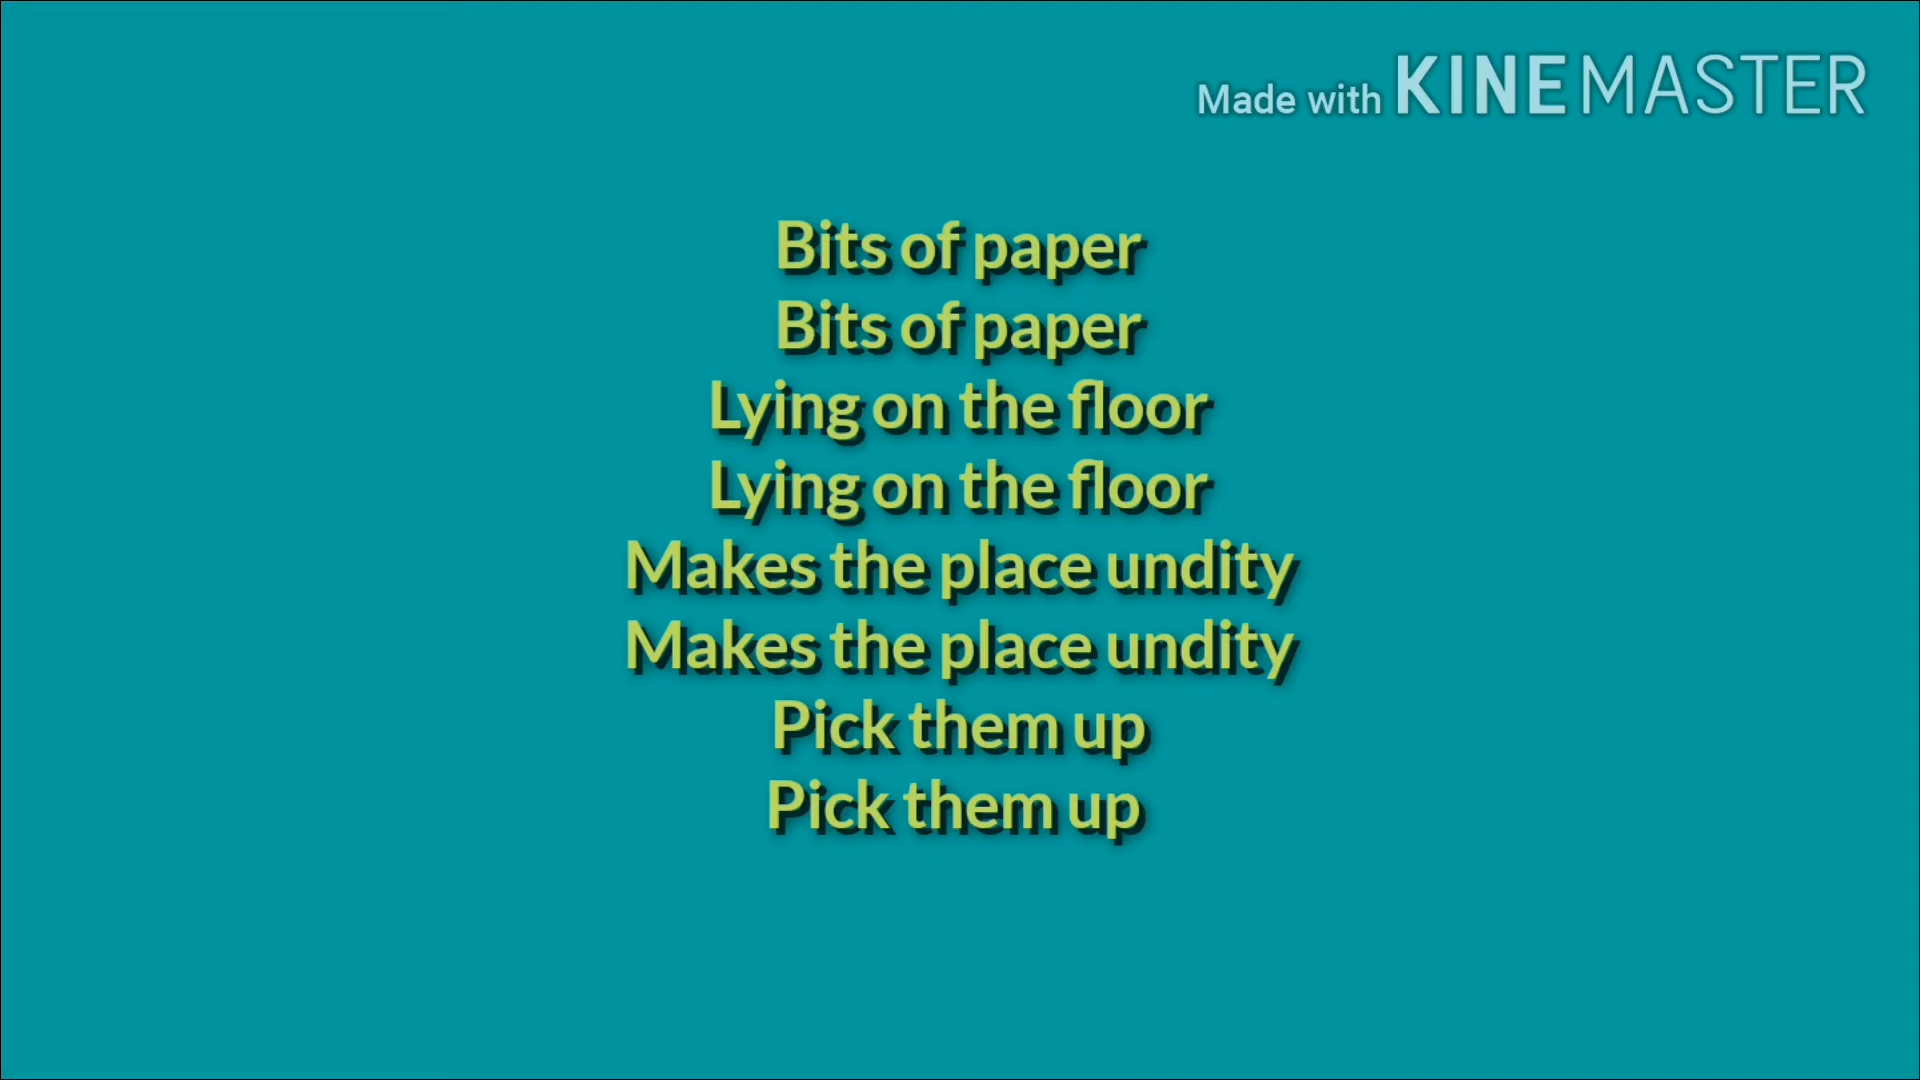 Made with KINEMASTER
Bits of paper
Bits of paper
Lying on the floor
Lying on the floor
Makes the place undity
Makes the place undity
Pick them up
Pick them up